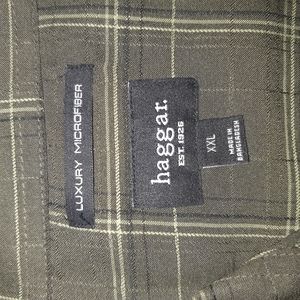 LUXURY MICROFIBER
haggar.
EST. 1926
XXL
MADE IN
BANGLADESH